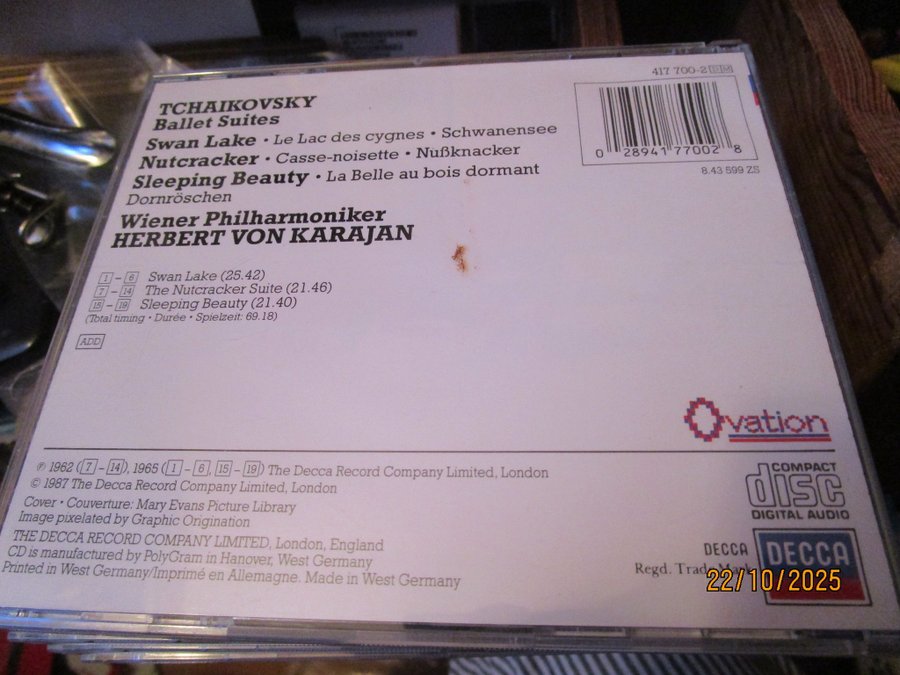 417 700-2 DM
TCHAIKOVSKY
Ballet Suites
Swan Lake • Le Lac des cygnes • Schwanensee
Nutcracker • Casse-noisette • Nußknacker
Sleeping Beauty • La Belle au bois dormant
Dornröschen
0 28941 77002 8
8.43 599 ZS
Wiener Philharmoniker
HERBERT VON KARAJAN
1 – 6 Swan Lake (25.42)
7 – 14 The Nutcracker Suite (21.46)
15 – 19 Sleeping Beauty (21.40)
(Total timing • Durée • Spielzeit: 69.18)
ADD
Ovation
℗ 1962 (7 – 14), 1965 (1 – 6, 15 – 19) The Decca Record Company Limited, London
© 1987 The Decca Record Company Limited, London
Cover • Couverture: Mary Evans Picture Library
Image pixelated by Graphic Origination
THE DECCA RECORD COMPANY LIMITED, London, England
CD is manufactured by PolyGram in Hanover, West Germany
Printed in West Germany/Imprimé en Allemagne. Made in West Germany
COMPACT
disc
DIGITAL AUDIO
DECCA
Regd. Trade Mark
DECCA
22/10/2025